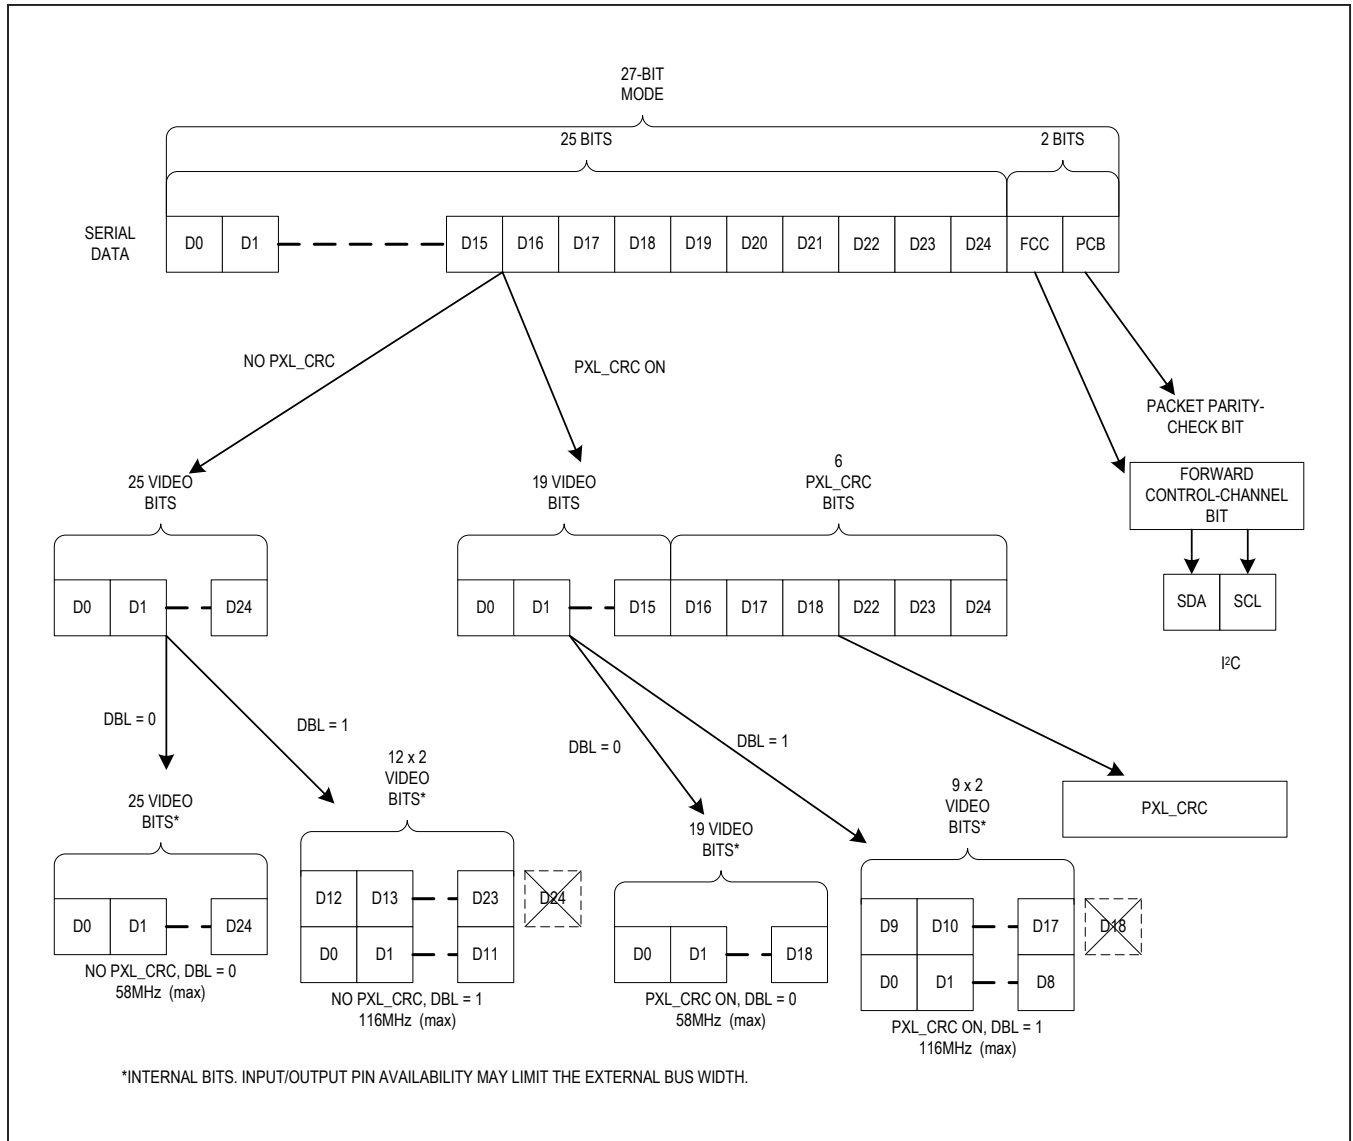 27-BIT
MODE
25 BITS
2 BITS
SERIAL
DATA
D0 D1 D15 D16 D17 D18 D19 D20 D21 D22 D23 D24 FCC PCB
NO PXL_CRC
PXL_CRC ON
PACKET PARITY-
CHECK BIT
25 VIDEO
BITS
19 VIDEO
BITS
6
PXL_CRC
BITS
FORWARD
CONTROL-CHANNEL
BIT
D0 D1 D24
D0 D1 D15 D16 D17 D18 D22 D23 D24
SDA SCL
I²C
DBL = 0
DBL = 1
DBL = 0
DBL = 1
25 VIDEO
BITS*
12 x 2
VIDEO
BITS*
19 VIDEO
BITS*
9 x 2
VIDEO
BITS*
PXL_CRC
D0 D1 D24
NO PXL_CRC, DBL = 0
58MHz (max)
D12 D13 D23 D24
D0 D1 D11
NO PXL_CRC, DBL = 1
116MHz (max)
D0 D1 D18
PXL_CRC ON, DBL = 0
58MHz (max)
D9 D10 D17 D18
D0 D1 D8
PXL_CRC ON, DBL = 1
116MHz (max)
*INTERNAL BITS. INPUT/OUTPUT PIN AVAILABILITY MAY LIMIT THE EXTERNAL BUS WIDTH.